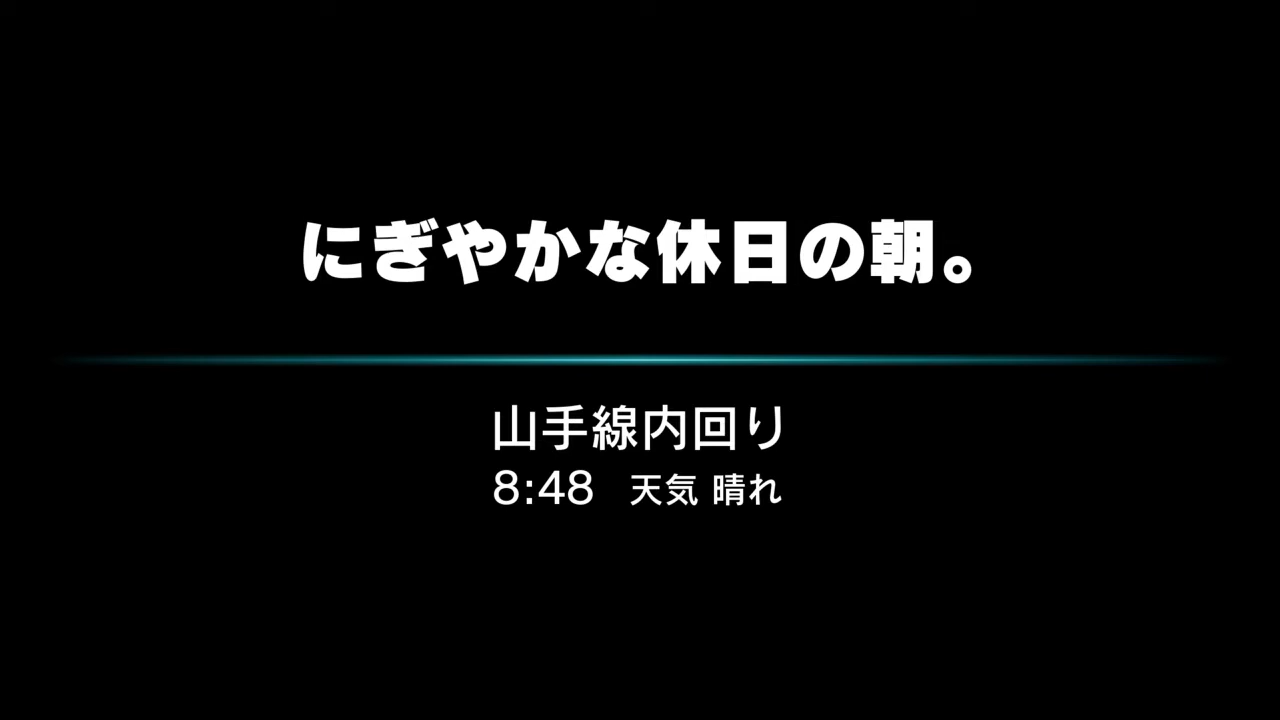 にぎやかな休日の朝。
山手線内回り
8:48 天気 晴れ